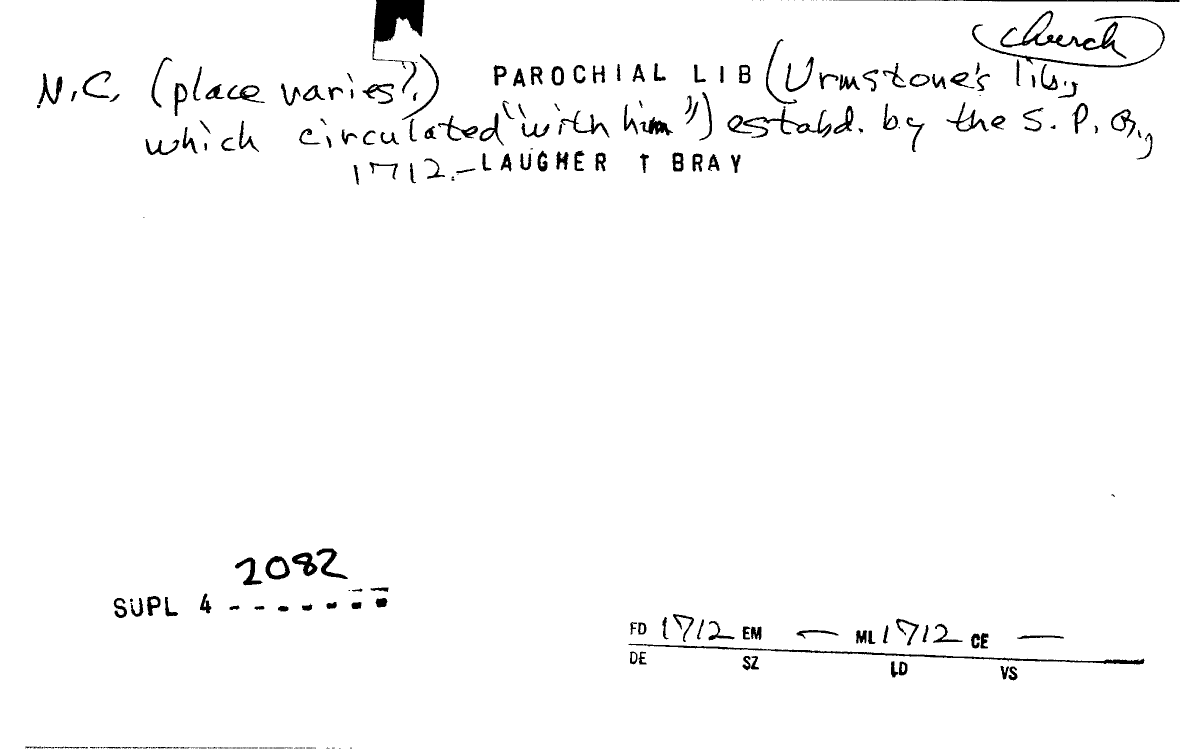 church
N.C. (place varies?) PAROCHIAL LIB (Urmstone's lib.,
which circulated "with him") estabd. by the S. P. G.,
1712.- LAUGHER T BRAY
2082
SUPL 4 - - - - - - -
FD 1712 EM — ML 1712 CE —
DE SZ LD VS